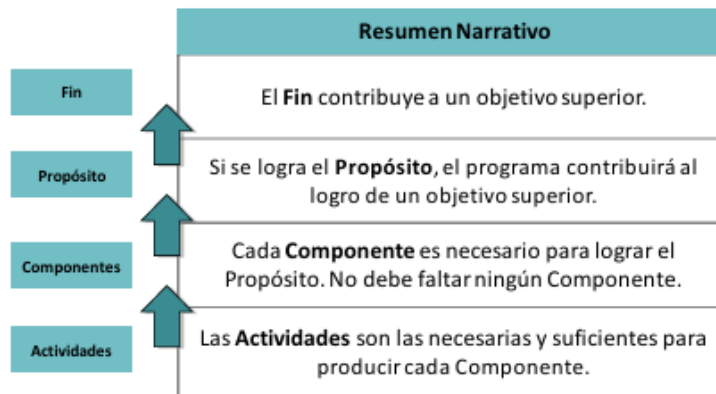 Resumen Narrativo
Fin
El Fin contribuye a un objetivo superior.
Propósito
Si se logra el Propósito, el programa contribuirá al
logro de un objetivo superior.
Componentes
Cada Componente es necesario para lograr el
Propósito. No debe faltar ningún Componente.
Actividades
Las Actividades son las necesarias y suficientes para
producir cada Componente.